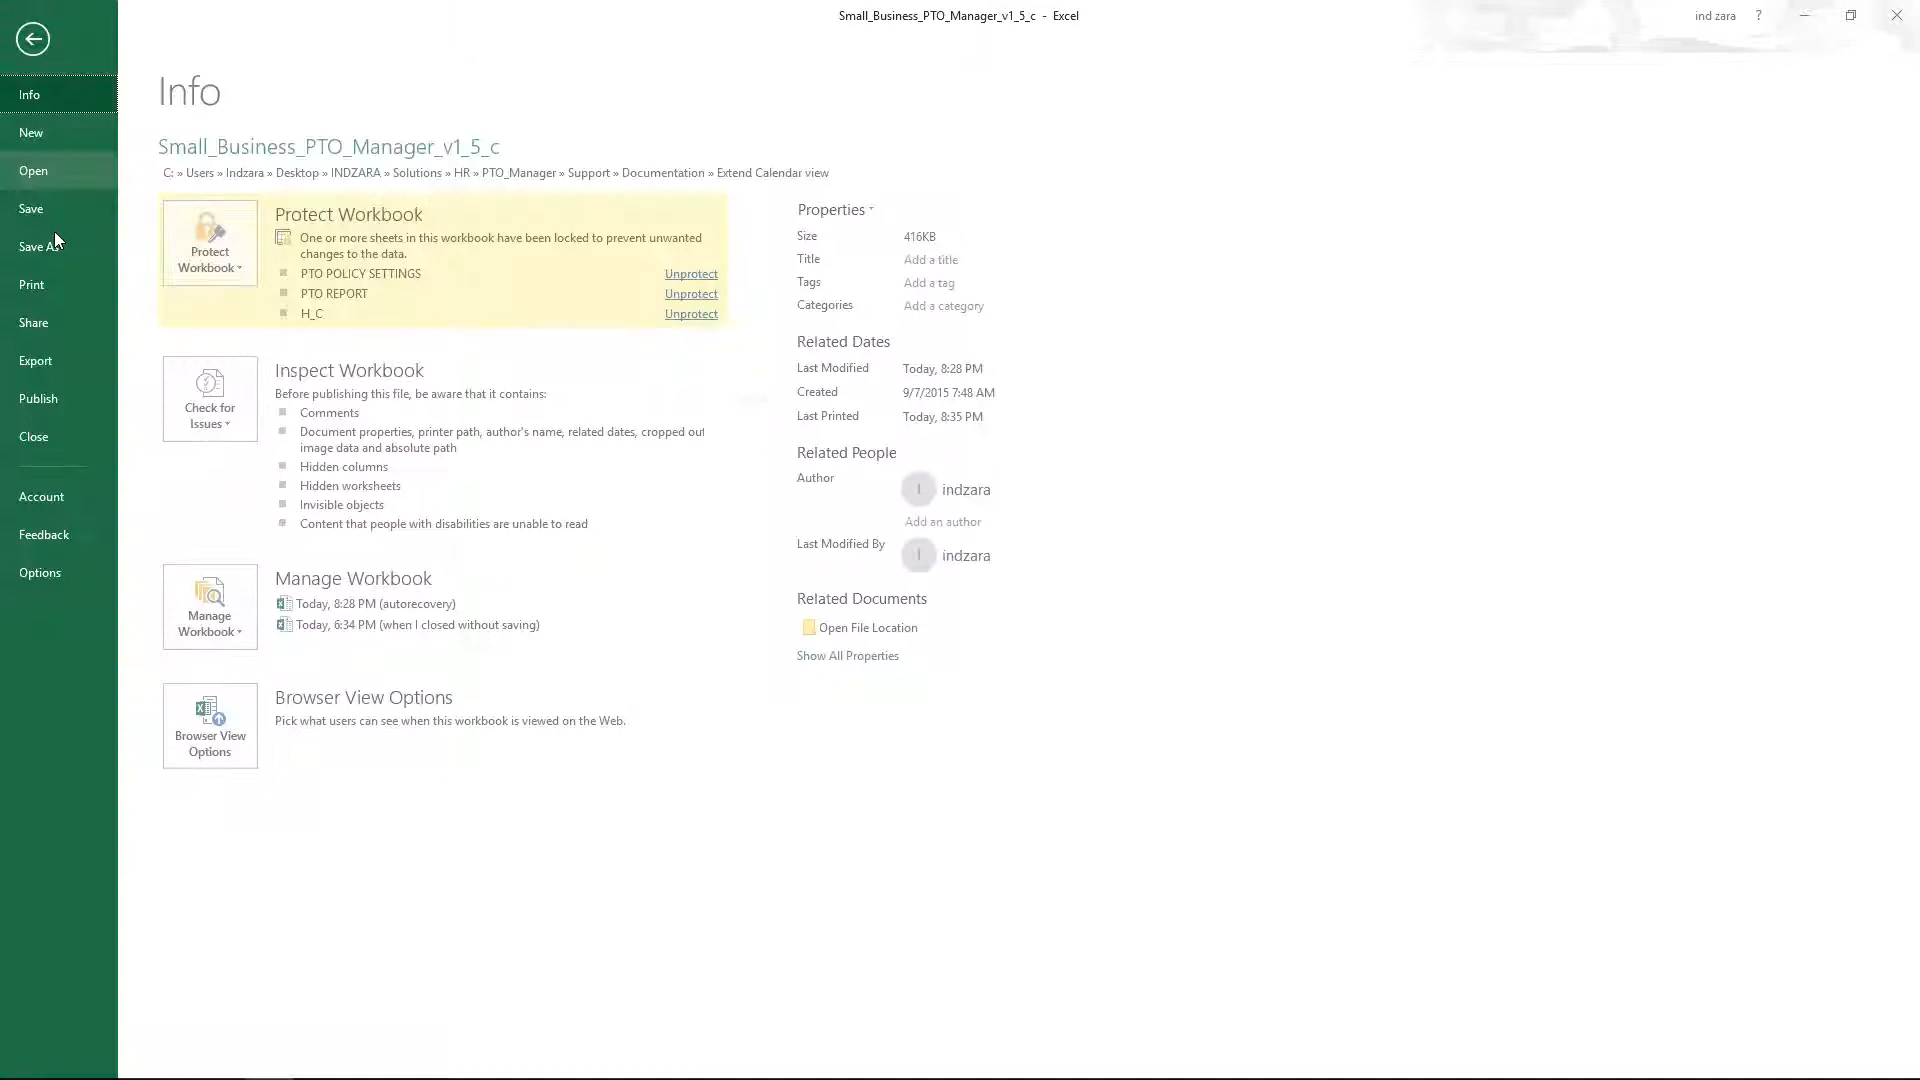 Small_Business_PTO_Manager_v1_5_c - Excel
ind zara ?
Info
New
Open
Save
Save As
Print
Share
Export
Publish
Close
Account
Feedback
Options
Info
Small_Business_PTO_Manager_v1_5_c
C: » Users » Indzara » Desktop » INDZARA » Solutions » HR » PTO_Manager » Support » Documentation » Extend Calendar view
Protect
Workbook
Protect Workbook
One or more sheets in this workbook have been locked to prevent unwanted
changes to the data.
PTO POLICY SETTINGS Unprotect
PTO REPORT Unprotect
H_C Unprotect
Check for
Issues
Inspect Workbook
Before publishing this file, be aware that it contains:
Comments
Document properties, printer path, author's name, related dates, cropped out
image data and absolute path
Hidden columns
Hidden worksheets
Invisible objects
Content that people with disabilities are unable to read
Manage
Workbook
Manage Workbook
Today, 8:28 PM (autorecovery)
Today, 6:34 PM (when I closed without saving)
Browser View
Options
Browser View Options
Pick what users can see when this workbook is viewed on the Web.
Properties
Size 416KB
Title Add a title
Tags Add a tag
Categories Add a category
Related Dates
Last Modified Today, 8:28 PM
Created 9/7/2015 7:48 AM
Last Printed Today, 8:35 PM
Related People
Author I indzara
Add an author
Last Modified By I indzara
Related Documents
Open File Location
Show All Properties